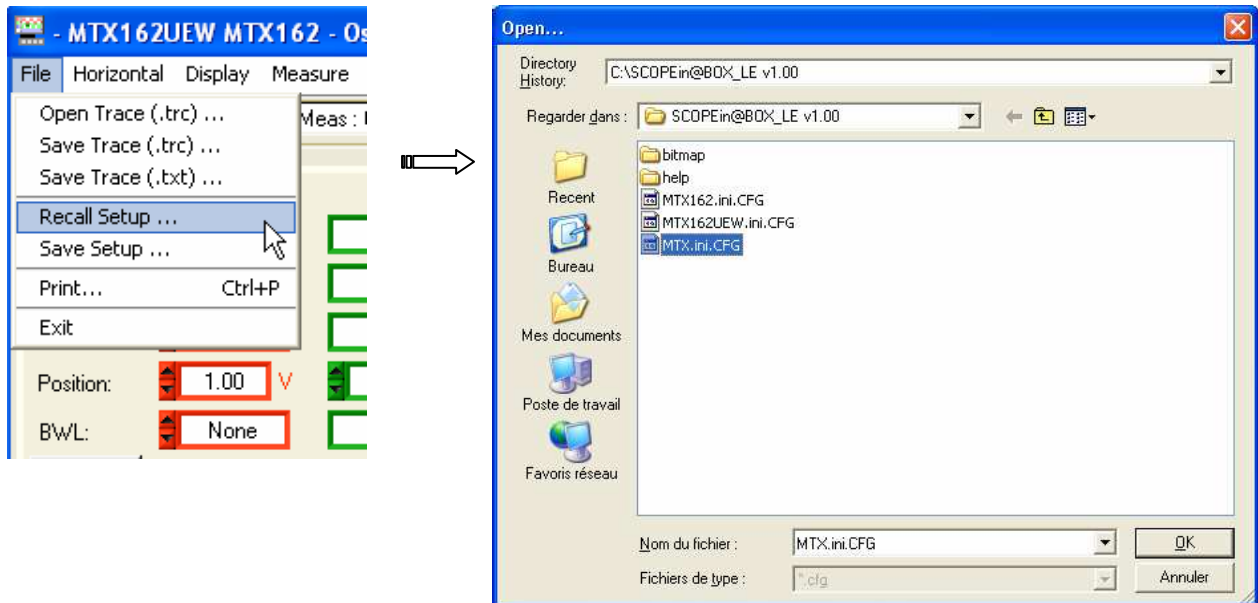 - MTX162UEW MTX162 - Os
File Horizontal Display Measure
Open Trace (.trc) ...
Save Trace (.trc) ...
Save Trace (.txt) ...
Recall Setup ...
Save Setup ...
Print... Ctrl+P
Exit
Meas :
Position: 1.00 V
BWL: None
Open...
Directory
History: C:\SCOPEin@BOX_LE v1.00
Regarder dans : SCOPEin@BOX_LE v1.00
Recent
Bureau
Mes documents
Poste de travail
Favoris réseau
bitmap
help
MTX162.ini.CFG
MTX162UEW.ini.CFG
MTX.ini.CFG
Nom du fichier : MTX.ini.CFG OK
Fichiers de type : *.cfg Annuler